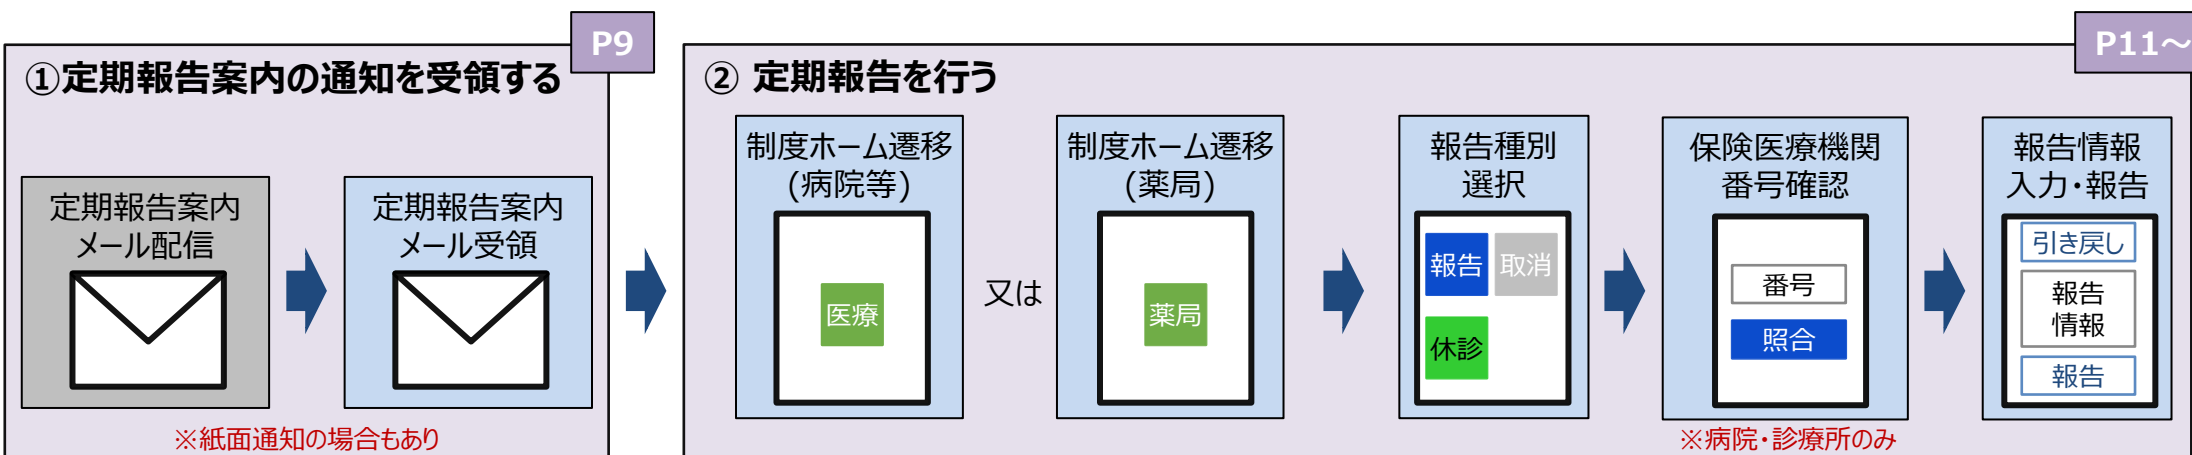 P9
①定期報告案内の通知を受領する
定期報告案内
メール配信
定期報告案内
メール受領
※紙面通知の場合もあり
P11～
② 定期報告を行う
制度ホーム遷移
(病院等)
医療
又は
制度ホーム遷移
(薬局)
薬局
報告種別
選択
報告 取消
休診
保険医療機関
番号確認
番号
照合
※病院・診療所のみ
報告情報
入力・報告
引き戻し
報告
情報
報告